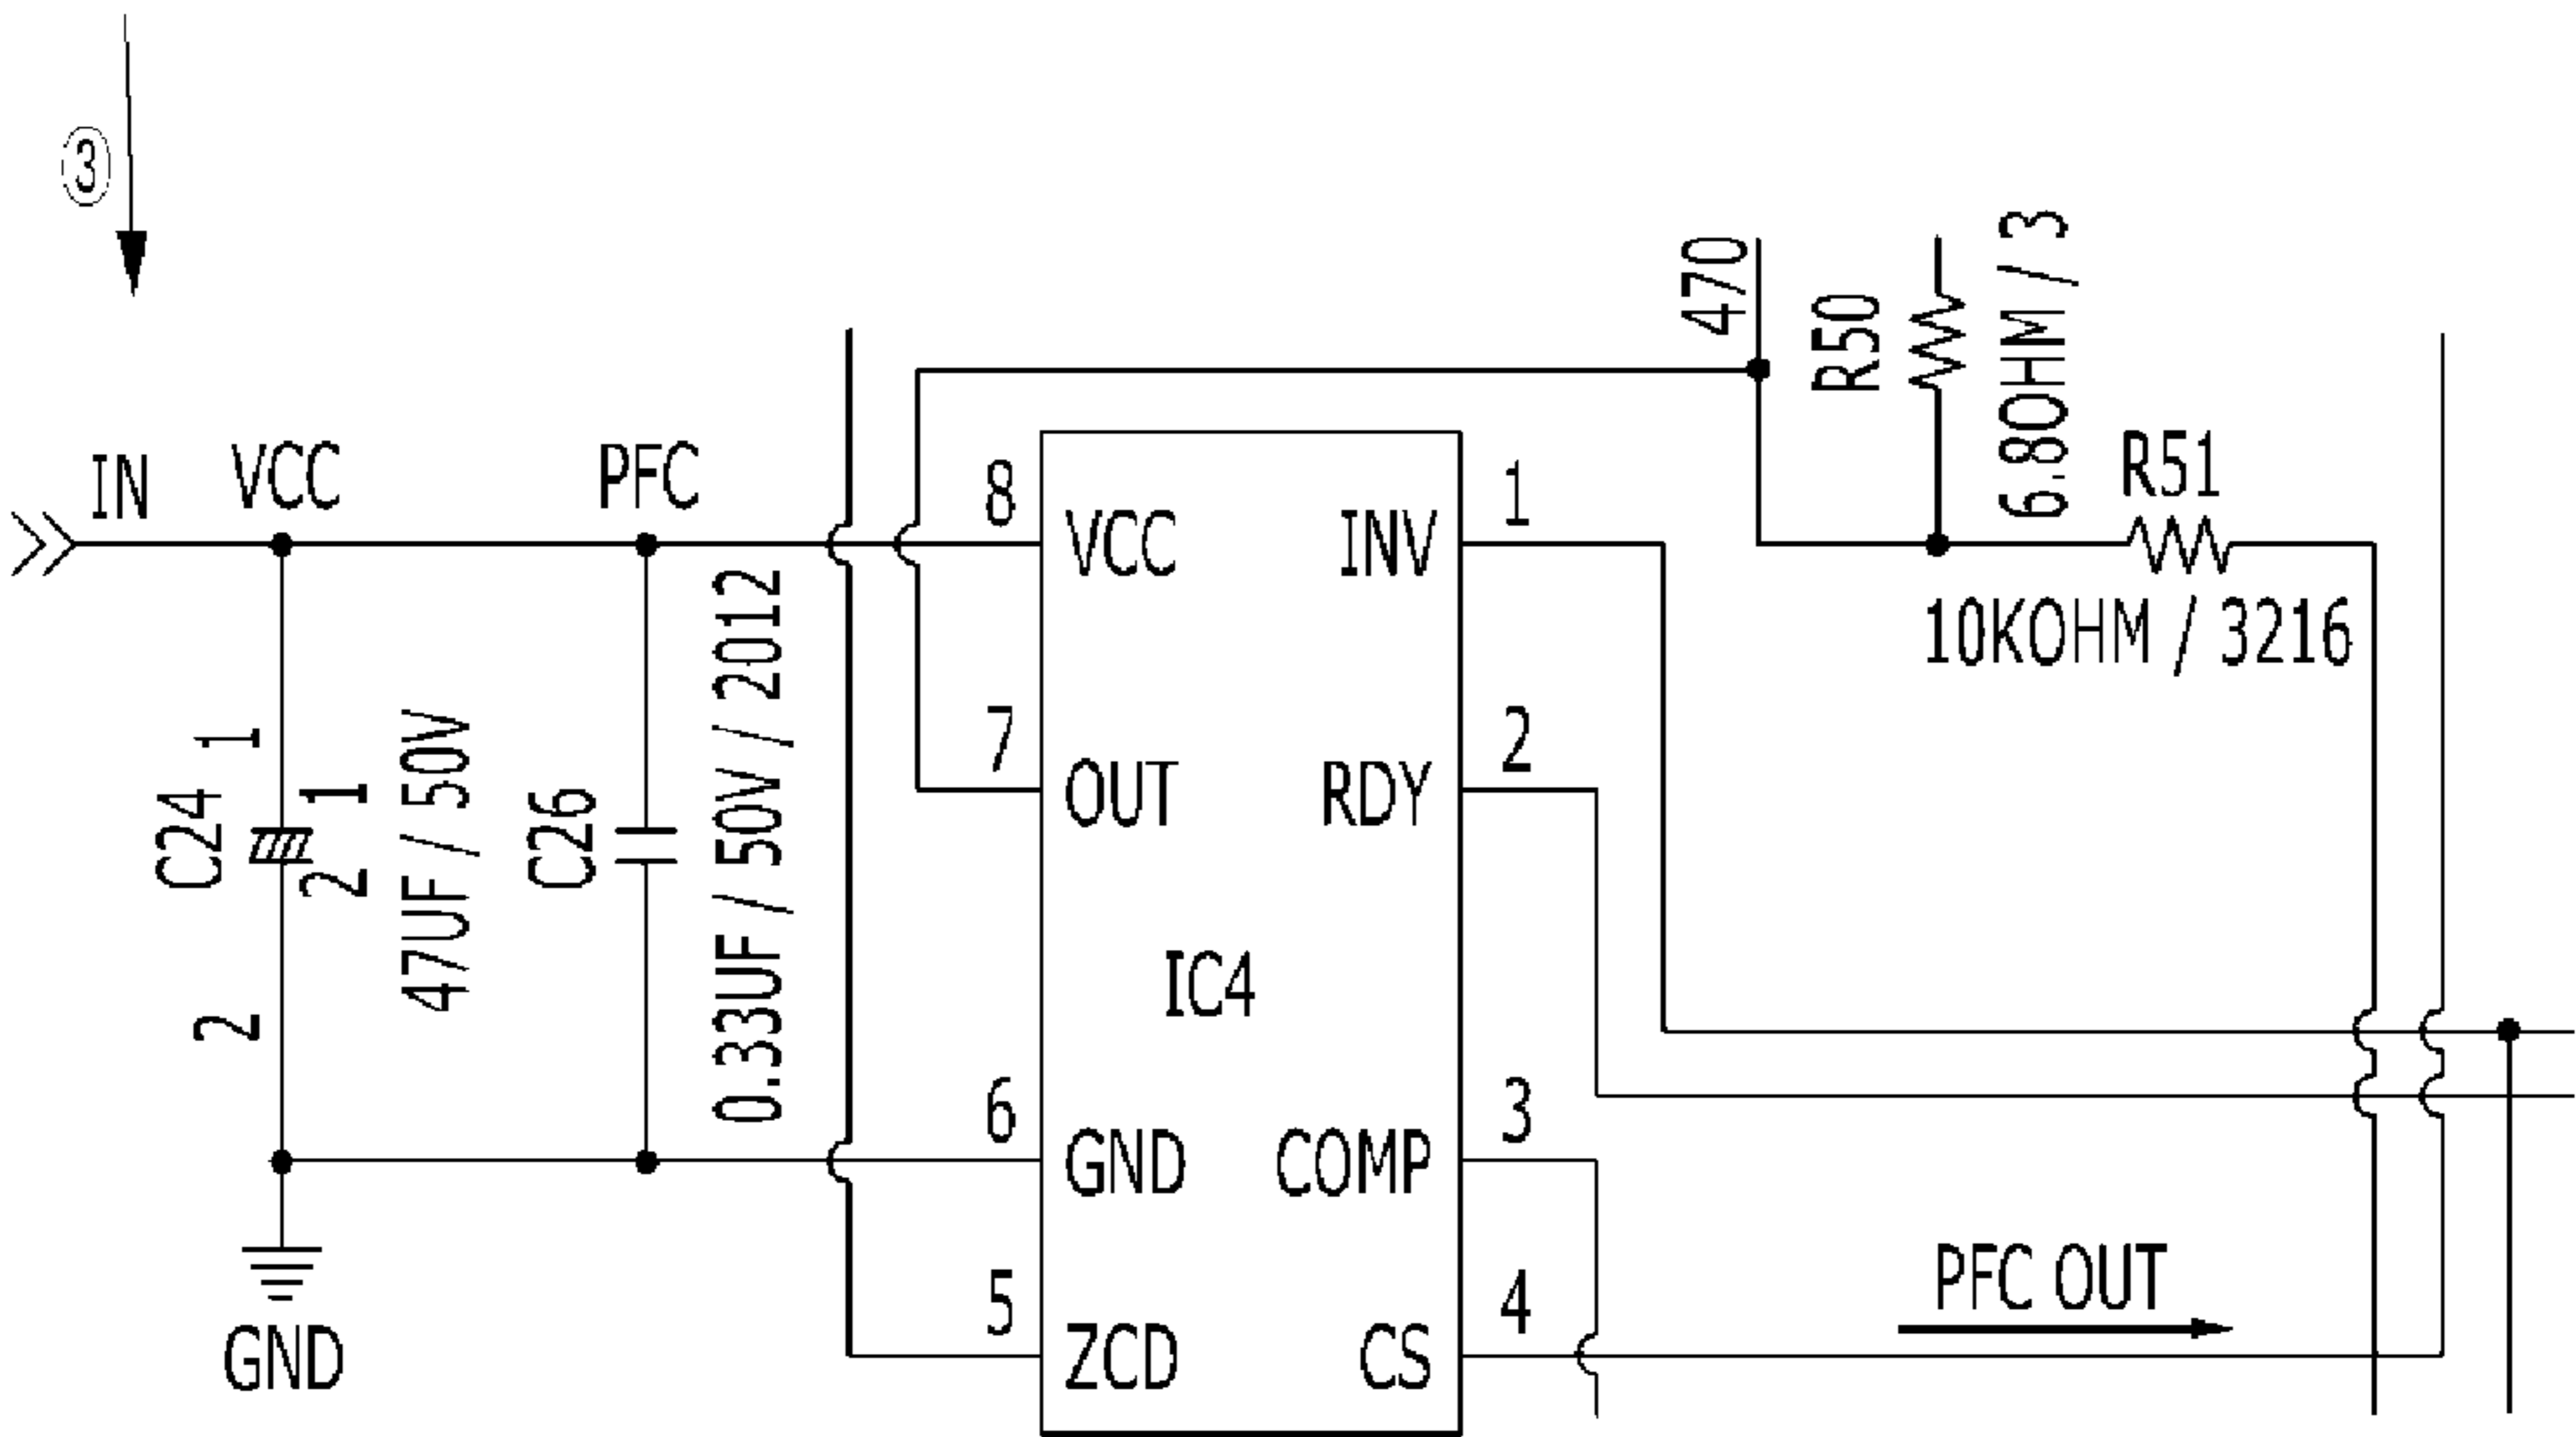 ③
470
R50
6.8OHM / 3
IN VCC PFC
R51
10KOHM / 3216
8 VCC INV 1
7 OUT RDY 2
IC4
6 GND COMP 3
5 ZCD CS 4
C24
1
2
1
2
47UF / 50V
C26
0.33UF / 50V / 2012
GND
PFC OUT